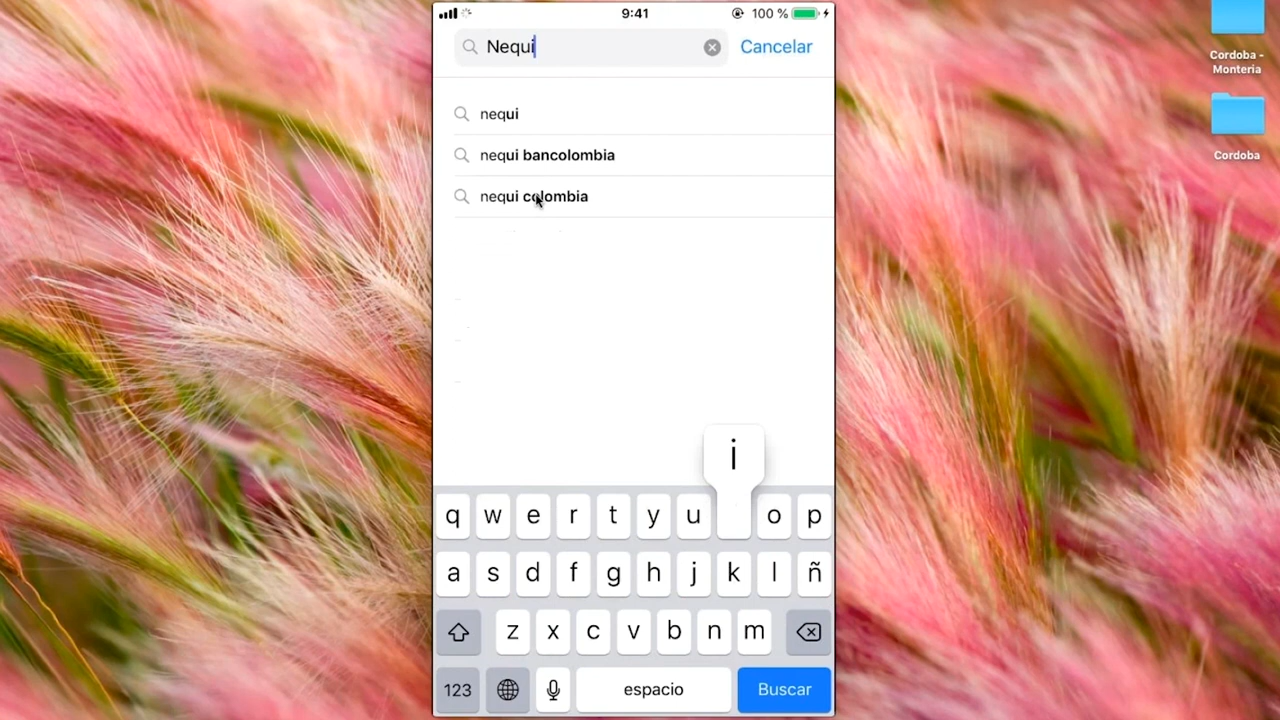 9:41
100 %
Nequi
Cancelar
nequi
nequi bancolombia
nequi colombia
i
q w e r t y u o p
a s d f g h j k l ñ
z x c v b n m
123 espacio Buscar
Cordoba -
Monteria
Cordoba